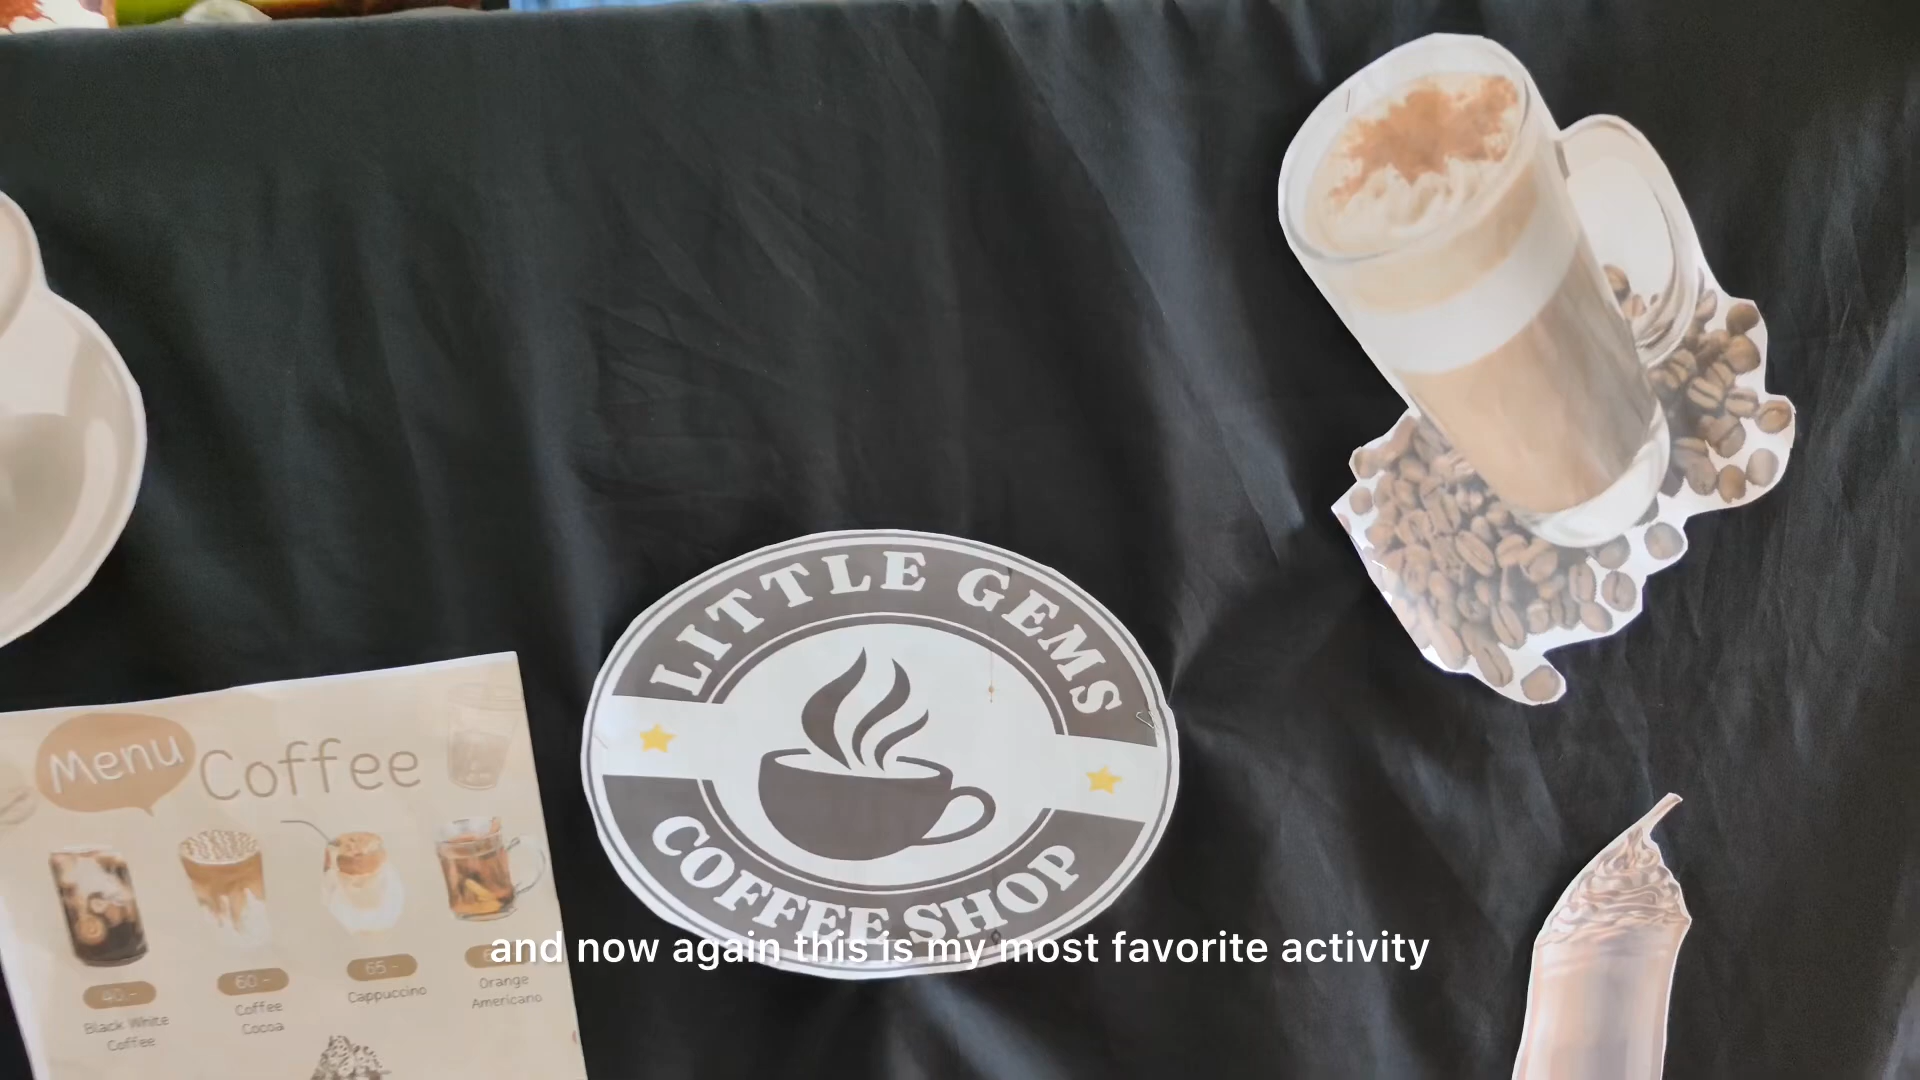 LITTLE GEMS
COFFEE SHOP
Menu Coffee
40.-
Black White
Coffee
60.-
Coffee
Cocoa
65.-
Cappuccino
Orange
Americano
and now again this is my most favorite activity